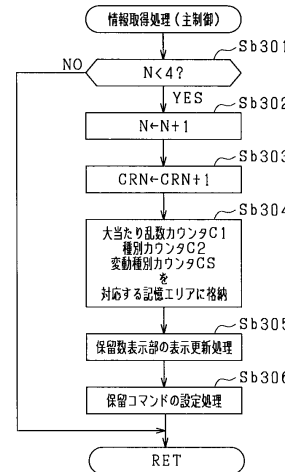 情報取得処理(主制御)
Sb301
NO
N<4?
YES
Sb302
N←N+1
Sb303
CRN←CRN+1
Sb304
大当たり乱数カウンタC1
種別カウンタC2
変動種別カウンタCS
を
対応する記憶エリアに格納
Sb305
保留数表示部の表示更新処理
Sb306
保留コマンドの設定処理
RET